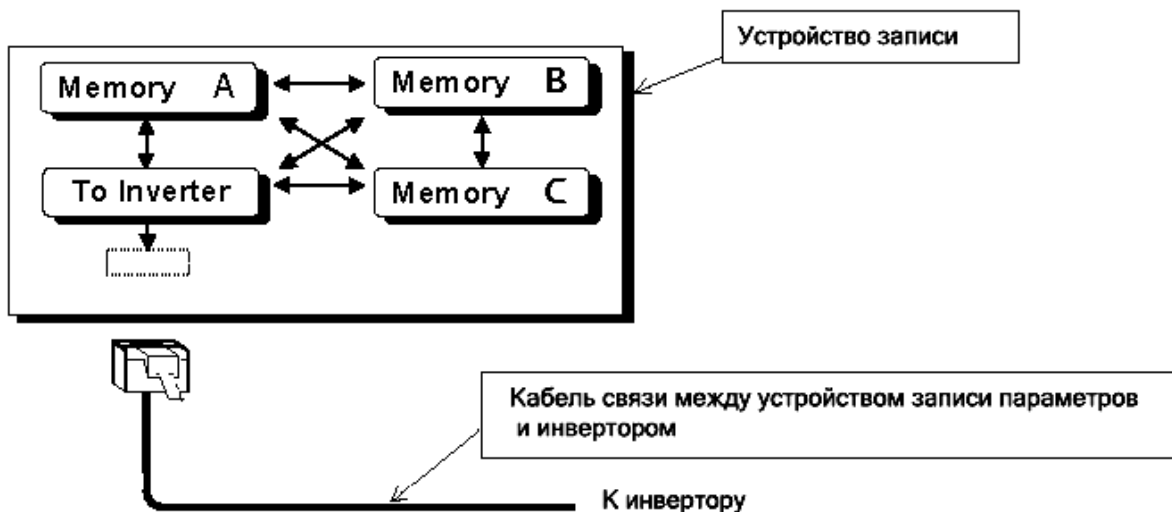 Устройство записи
Memory A
Memory B
To Inverter
Memory C
Кабель связи между устройством записи параметров
и инвертором
К инвертору